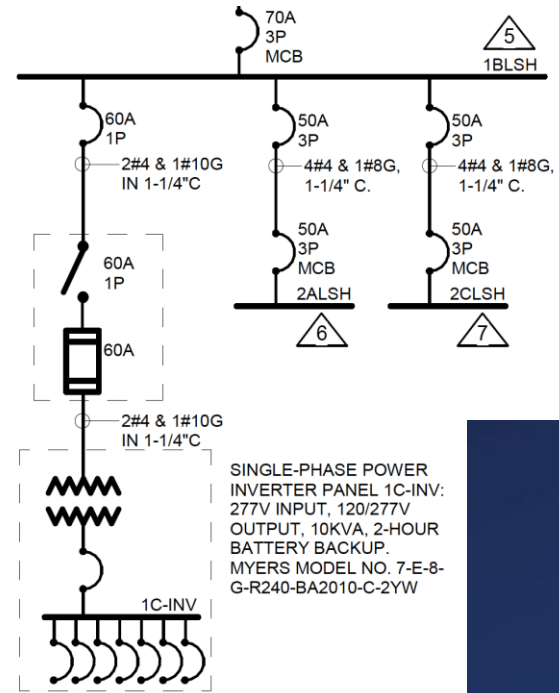 70A
3P
MCB
5
1BLSH
60A
1P
2#4 & 1#10G
IN 1-1/4"C
50A
3P
4#4 & 1#8G,
1-1/4" C.
50A
3P
4#4 & 1#8G,
1-1/4" C.
60A
1P
60A
50A
3P
MCB
2ALSH
6
50A
3P
MCB
2CLSH
7
2#4 & 1#10G
IN 1-1/4"C
SINGLE-PHASE POWER
INVERTER PANEL 1C-INV:
277V INPUT, 120/277V
OUTPUT, 10KVA, 2-HOUR
BATTERY BACKUP.
MYERS MODEL NO. 7-E-8-
G-R240-BA2010-C-2YW
1C-INV